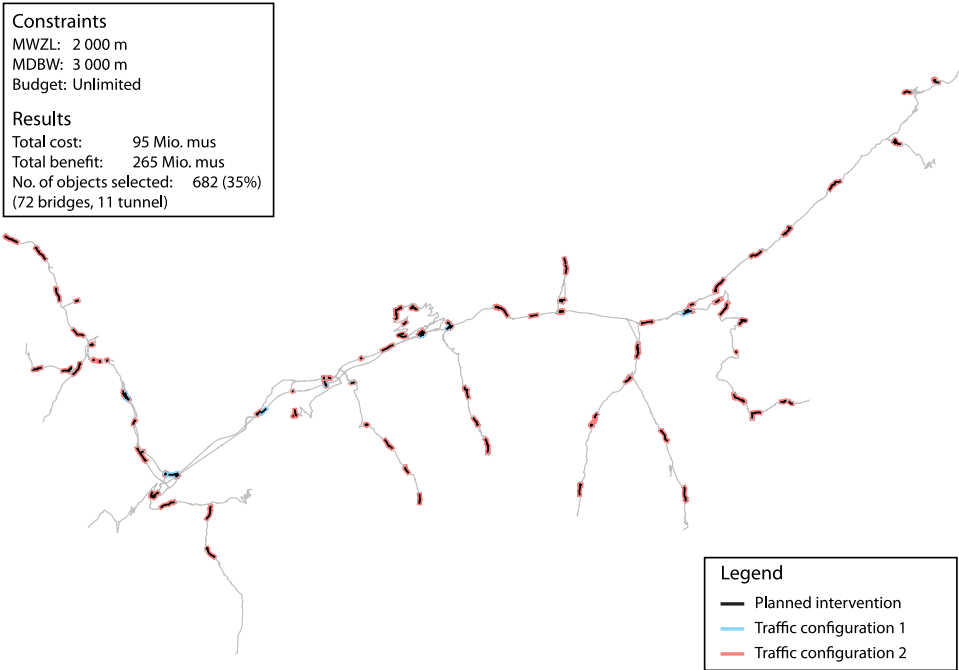 Constraints
MWZL: 2 000 m
MDBW: 3 000 m
Budget: Unlimited
Results
Total cost: 95 Mio. mus
Total benefit: 265 Mio. mus
No. of objects selected: 682 (35%)
(72 bridges, 11 tunnel)
Legend
Planned intervention
Traffic configuration 1
Traffic configuration 2